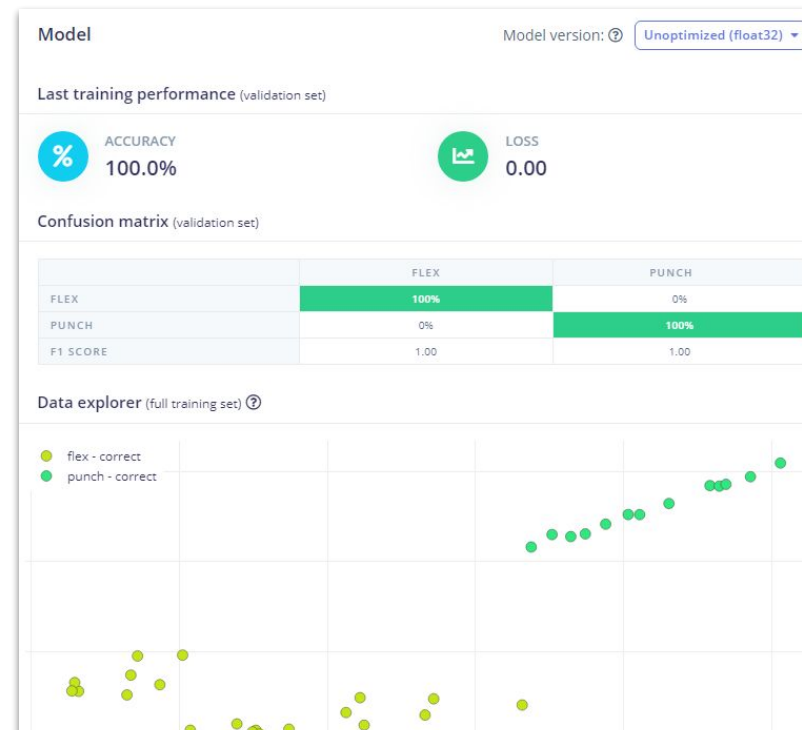 Model
Model version: Unoptimized (float32)
Last training performance (validation set)
ACCURACY
100.0%
LOSS
0.00
Confusion matrix (validation set)
FLEX PUNCH
FLEX 100% 0%
PUNCH 0% 100%
F1 SCORE 1.00 1.00
Data explorer (full training set)
flex - correct
punch - correct